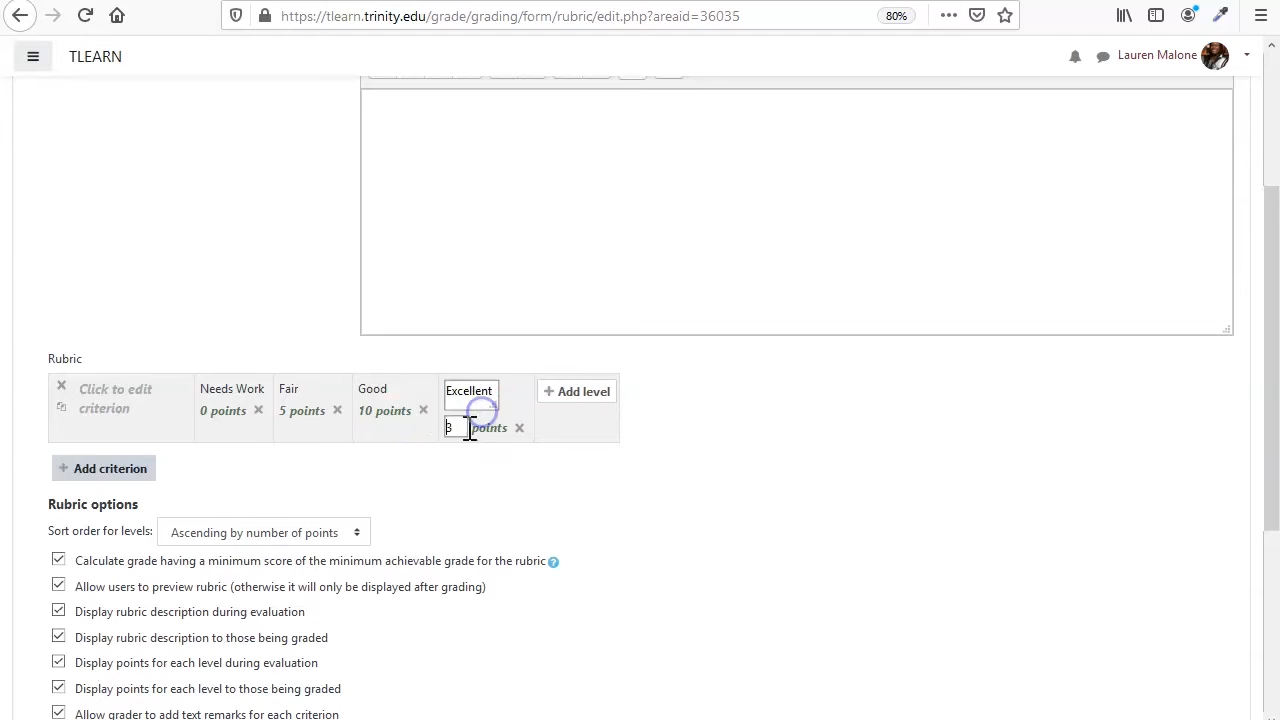 https://tlearn.trinity.edu/grade/grading/form/rubric/edit.php?areaid=36035
80%
TLEARN
Lauren Malone
Rubric
Click to edit criterion
Needs Work
0 points
Fair
5 points
Good
10 points
Excellent
3 points
+ Add level
+ Add criterion
Rubric options
Sort order for levels: Ascending by number of points
Calculate grade having a minimum score of the minimum achievable grade for the rubric ?
Allow users to preview rubric (otherwise it will only be displayed after grading)
Display rubric description during evaluation
Display rubric description to those being graded
Display points for each level during evaluation
Display points for each level to those being graded
Allow grader to add text remarks for each criterion